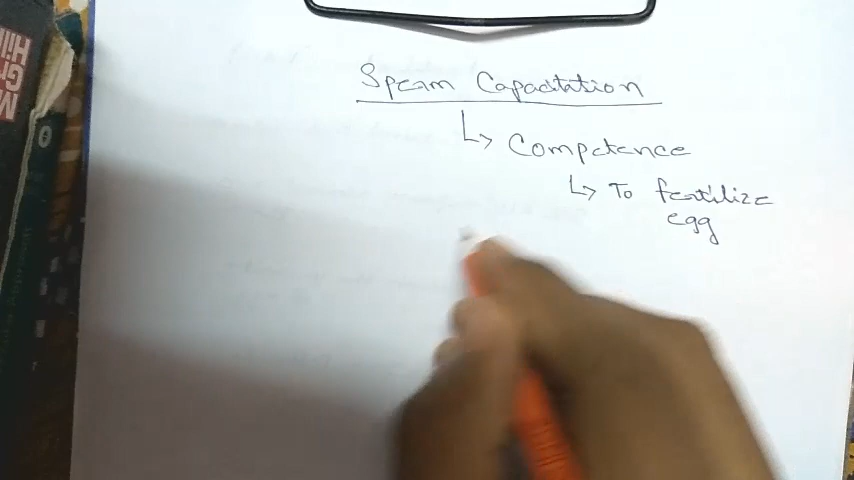 Sperm Capacitation
↳ Competence
↳ To fertilize
egg